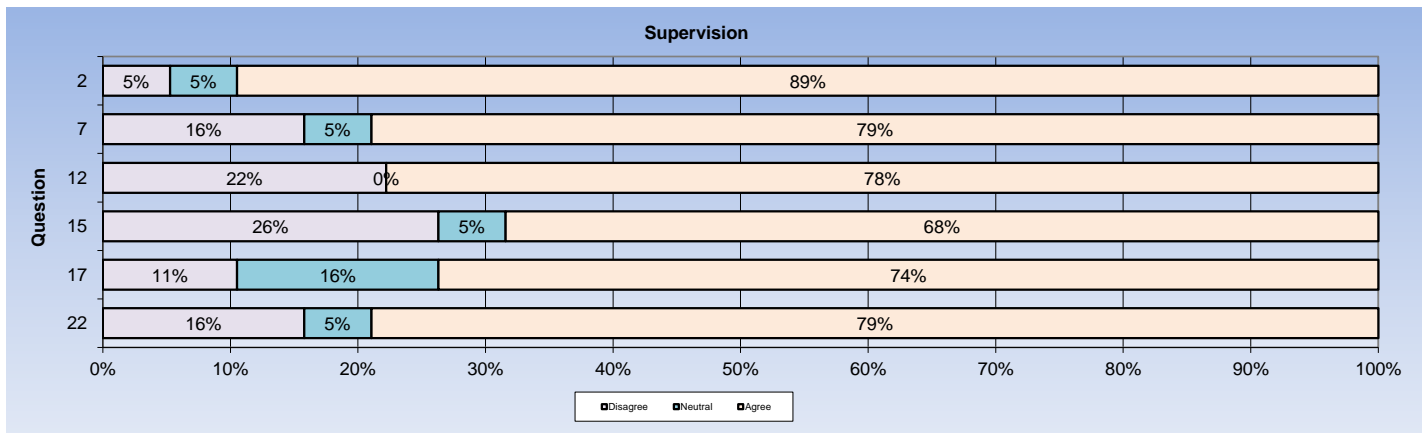 Supervision
2 5% 5% 89%
7 16% 5% 79%
12 22% 0% 78%
Question
15 26% 5% 68%
17 11% 16% 74%
22 16% 5% 79%
0% 10% 20% 30% 40% 50% 60% 70% 80% 90% 100%
Disagree Neutral Agree